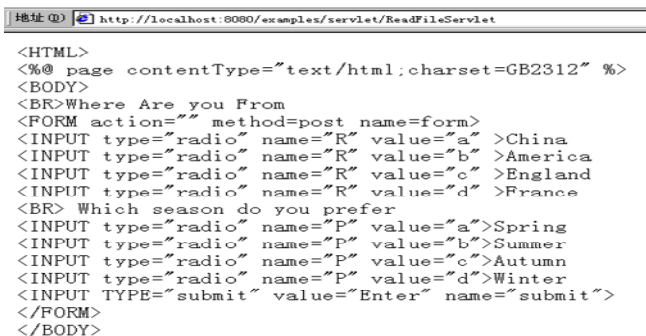 地址(D) http://localhost:8080/examples/servlet/ReadFileServlet
<HTML>
<%@ page contentType="text/html;charset=GB2312" %>
<BODY>
<BR>Where Are you From
<FORM action="" method=post name=form>
<INPUT type="radio" name="R" value="a" >China
<INPUT type="radio" name="R" value="b" >America
<INPUT type="radio" name="R" value="c" >England
<INPUT type="radio" name="R" value="d" >France
<BR> Which season do you prefer
<INPUT type="radio" name="P" value="a">Spring
<INPUT type="radio" name="P" value="b">Summer
<INPUT type="radio" name="P" value="c">Autumn
<INPUT type="radio" name="P" value="d">Winter
<INPUT TYPE="submit" value="Enter" name="submit">
</FORM>
</BODY>